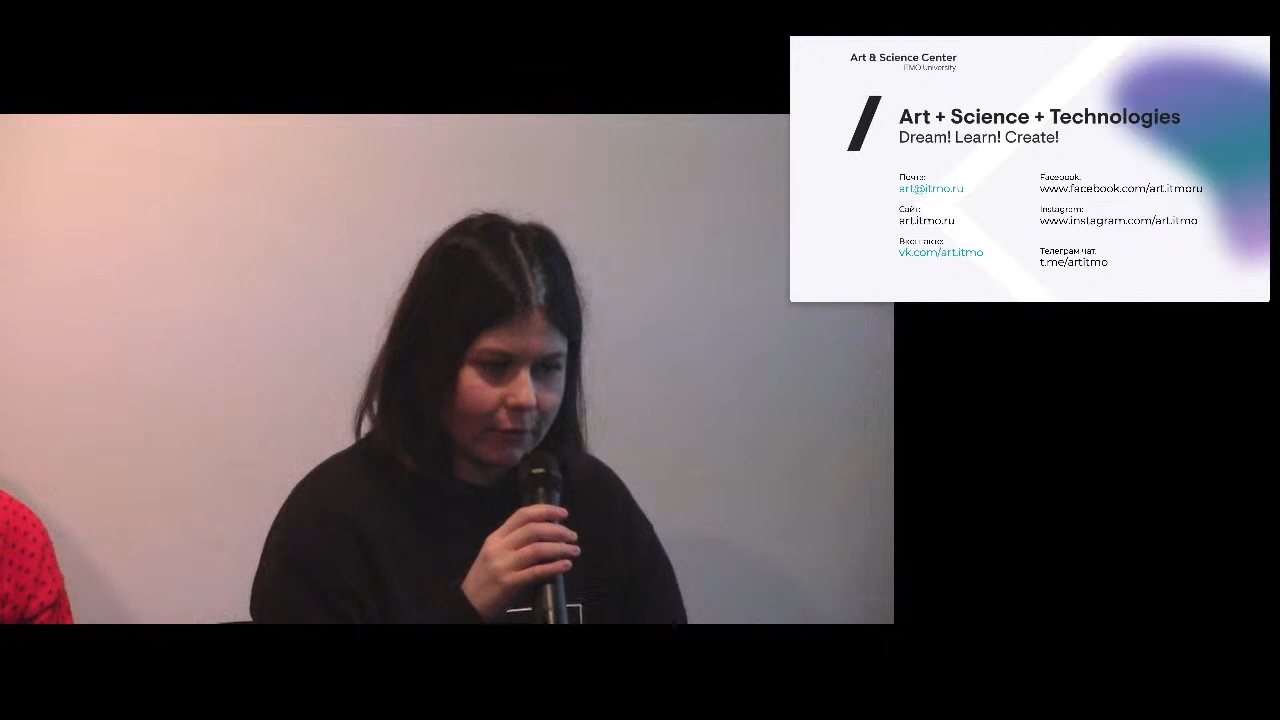 Art & Science Center
ITMO University
Art + Science + Technologies
Dream! Learn! Create!
Почта:
art@itmo.ru
Сайт:
art.itmo.ru
Вконтакте:
vk.com/art.itmo
Facebook:
www.facebook.com/art.itmoru
Instagram:
www.instagram.com/art.itmo
Телеграм чат:
t.me/artitmo